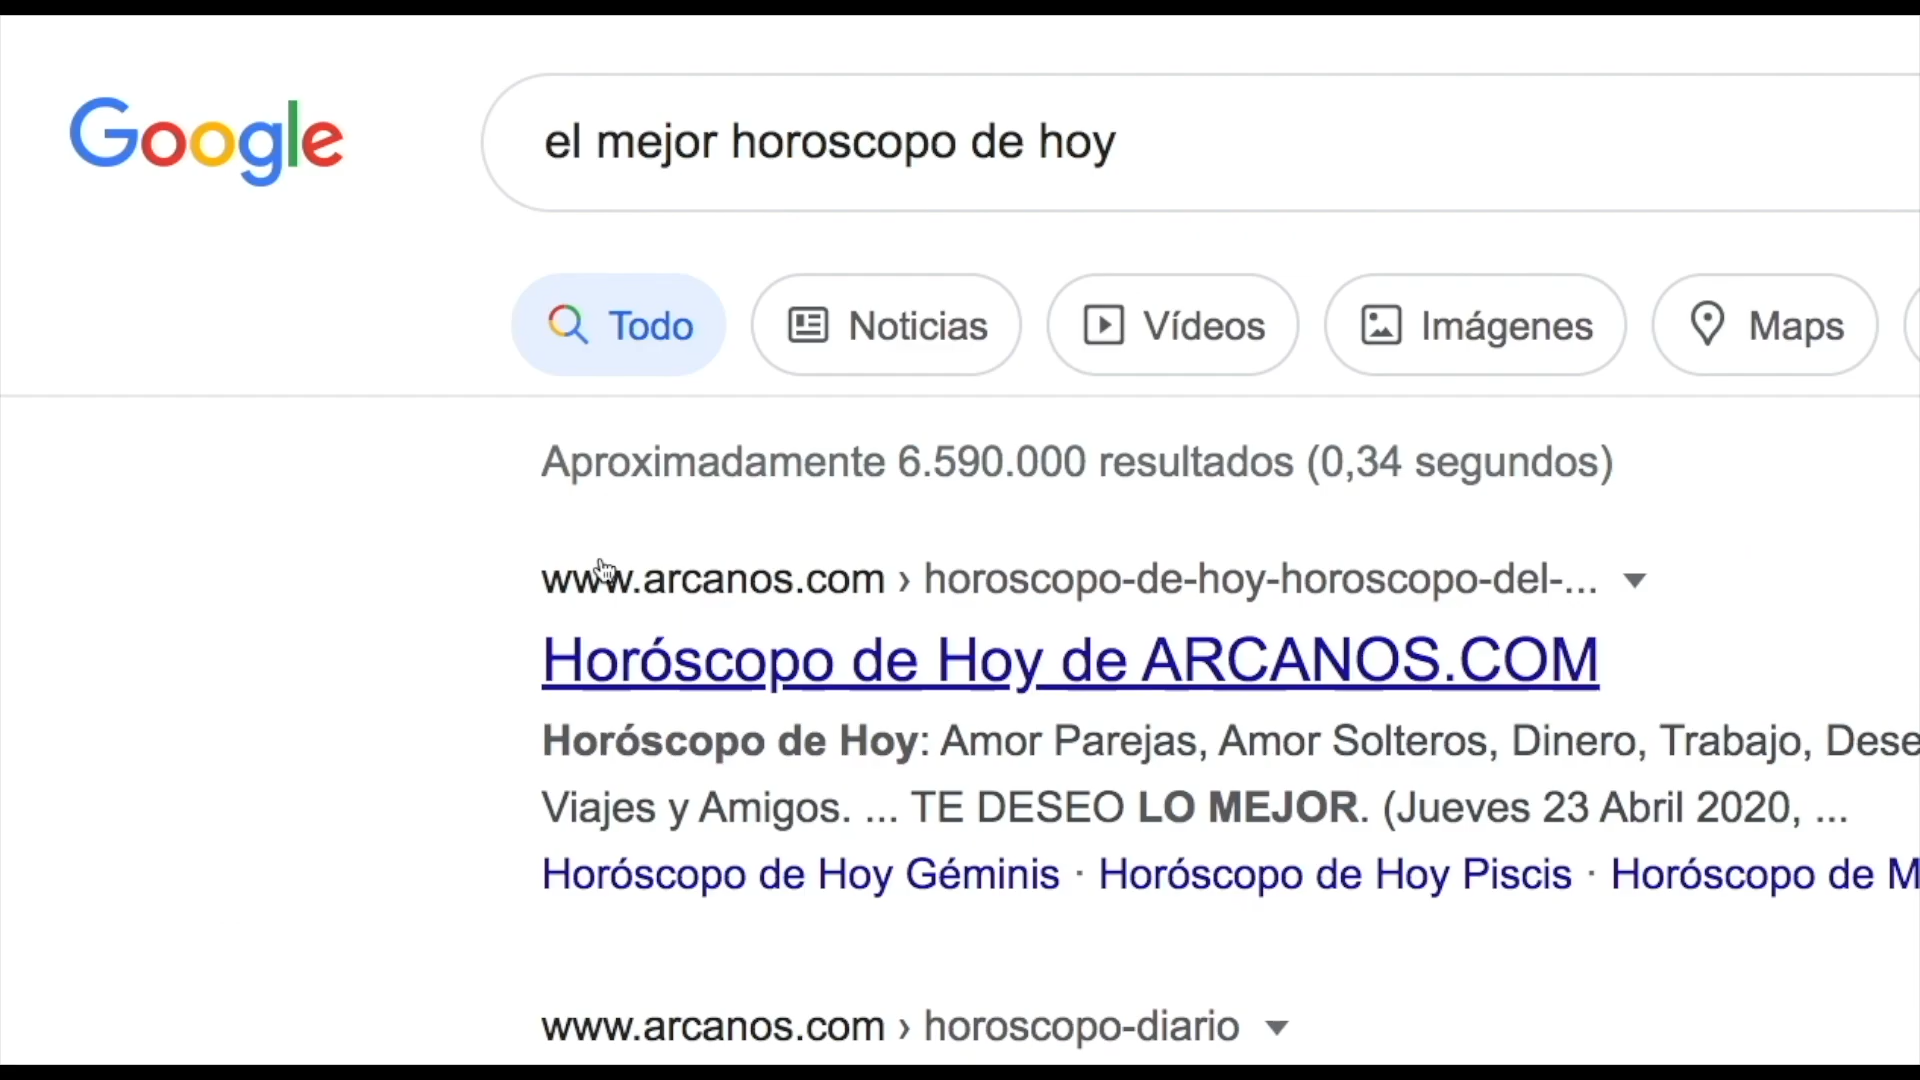 Google
el mejor horoscopo de hoy
Todo Noticias Vídeos Imágenes Maps
Aproximadamente 6.590.000 resultados (0,34 segundos)
www.arcanos.com › horoscopo-de-hoy-horoscopo-del-...
Horóscopo de Hoy de ARCANOS.COM
Horóscopo de Hoy: Amor Parejas, Amor Solteros, Dinero, Trabajo, Dese
Viajes y Amigos. ... TE DESEO LO MEJOR. (Jueves 23 Abril 2020, ...
Horóscopo de Hoy Géminis · Horóscopo de Hoy Piscis · Horóscopo de M
www.arcanos.com › horoscopo-diario